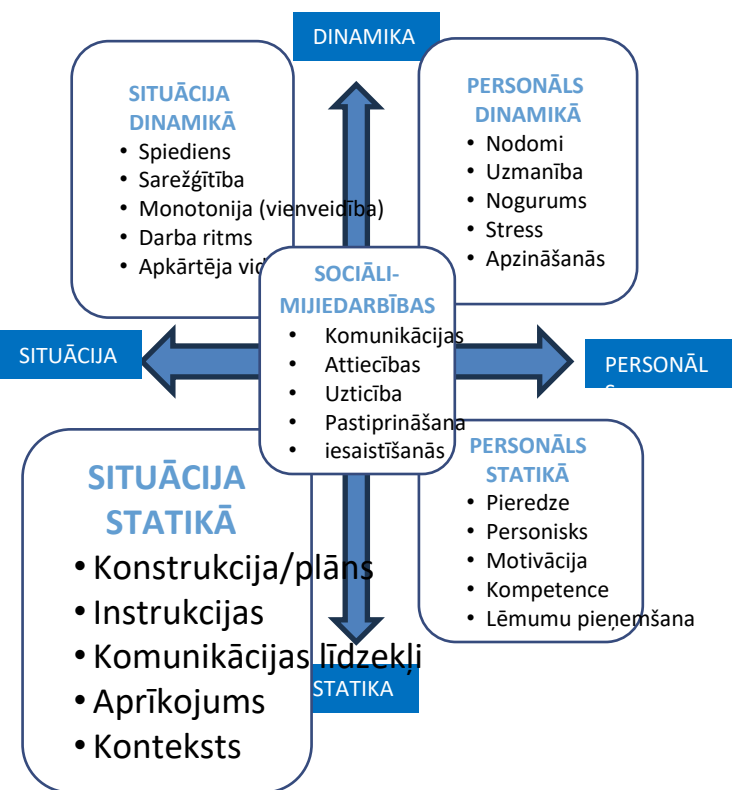 DINAMIKA
SITUĀCIJA
DINAMIKĀ
• Spiediens
• Sarežģītība
• Monotonija (vienveidība)
• Darba ritms
• Apkārtēja vid
PERSONĀLS
DINAMIKĀ
• Nodomi
• Uzmanība
• Nogurums
• Stress
• Apzināšanās
SOCIĀLI-
MIJIEDARBĪBAS
• Komunikācijas
• Attiecības
• Uzticība
• Pastiprināšana
• iesaistīšanās
SITUĀCIJA
PERSONĀL
SITUĀCIJA
STATIKĀ
• Konstrukcija/plāns
• Instrukcijas
• Komunikācijas līdzekļi
• Aprīkojums
• Konteksts
PERSONĀLS
STATIKĀ
• Pieredze
• Personisks
• Motivācija
• Kompetence
• Lēmumu pieņemšana
STATIKA